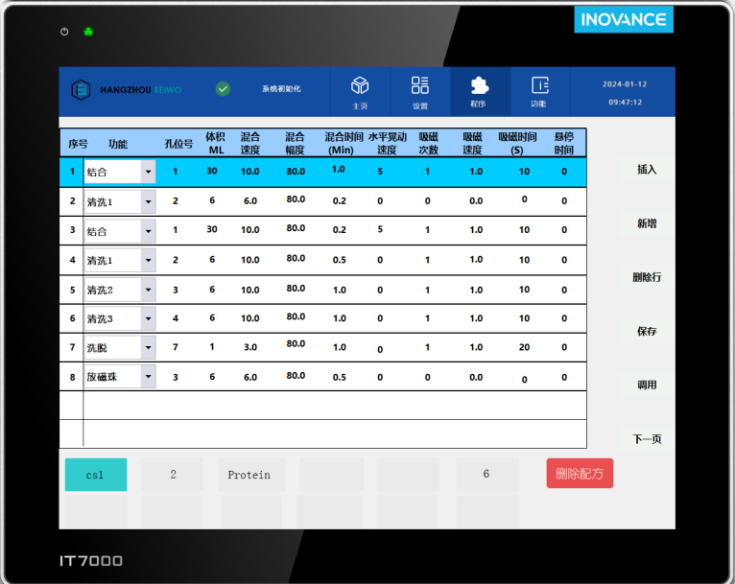 INOVANCE
HANGZHOU BEIWO 系统初始化 主页 设置 程序 功能 2024-01-12
09:47:12
序号 功能 孔位号 体积ML 混合速度 混合幅度 混合时间(Min) 水平晃动速度 吸磁次数 吸磁速度 吸磁时间(S) 悬停时间
1 结合 1 30 10.0 80.0 1.0 5 1 1.0 10 0
2 清洗1 2 6 6.0 80.0 0.2 0 0 0.0 0 0
3 结合 1 30 10.0 80.0 0.2 5 1 1.0 10 0
4 清洗1 2 6 10.0 80.0 0.5 0 1 1.0 10 0
5 清洗2 3 6 10.0 80.0 1.0 0 1 1.0 10 0
6 清洗3 4 6 10.0 80.0 1.0 0 1 1.0 10 0
7 洗脱 7 1 3.0 80.0 1.0 0 1 1.0 20 0
8 放磁珠 3 6 6.0 80.0 0.5 0 0 0.0 0 0
插入
新增
删除行
保存
调用
下一页
csl 2 Protein 6 删除配方
IT7000